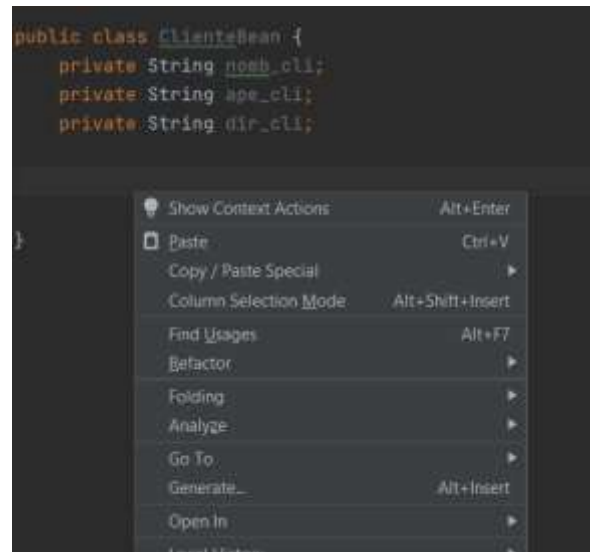 public class ClienteBean {
private String nomb_cli;
private String ape_cli;
private String dir_cli;
Show Context Actions Alt+Enter
}
Paste Ctrl+V
Copy / Paste Special
Column Selection Mode Alt+Shift+Insert
Find Usages Alt+F7
Refactor
Folding
Analyze
Go To
Generate... Alt+Insert
Open In